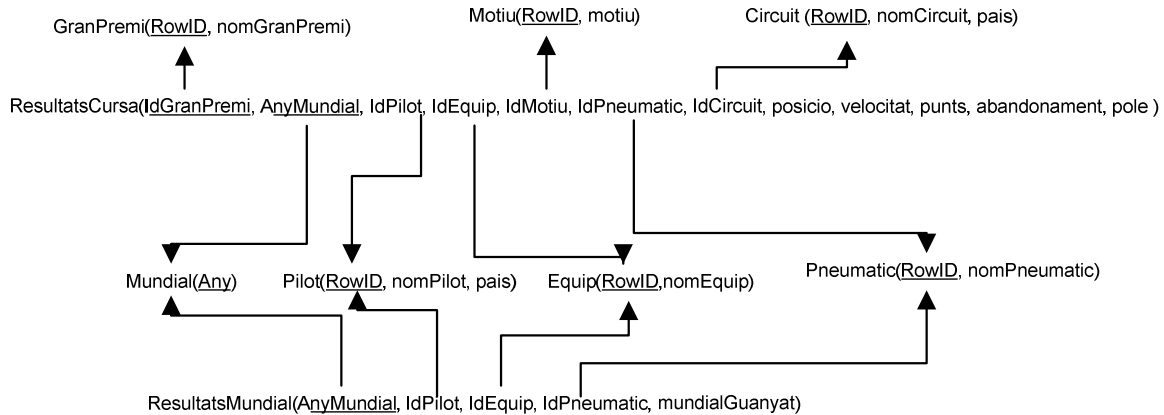 GranPremi(RowID, nomGranPremi)
Motiu(RowID, motiu)
Circuit (RowID, nomCircuit, pais)
ResultatsCursa(IdGranPremi, AnyMundial, IdPilot, IdEquip, IdMotiu, IdPneumatic, IdCircuit, posicio, velocitat, punts, abandonament, pole )
Mundial(Any)
Pilot(RowID, nomPilot, pais)
Equip(RowID,nomEquip)
Pneumatic(RowID, nomPneumatic)
ResultatsMundial(AnyMundial, IdPilot, IdEquip, IdPneumatic, mundialGuanyat)